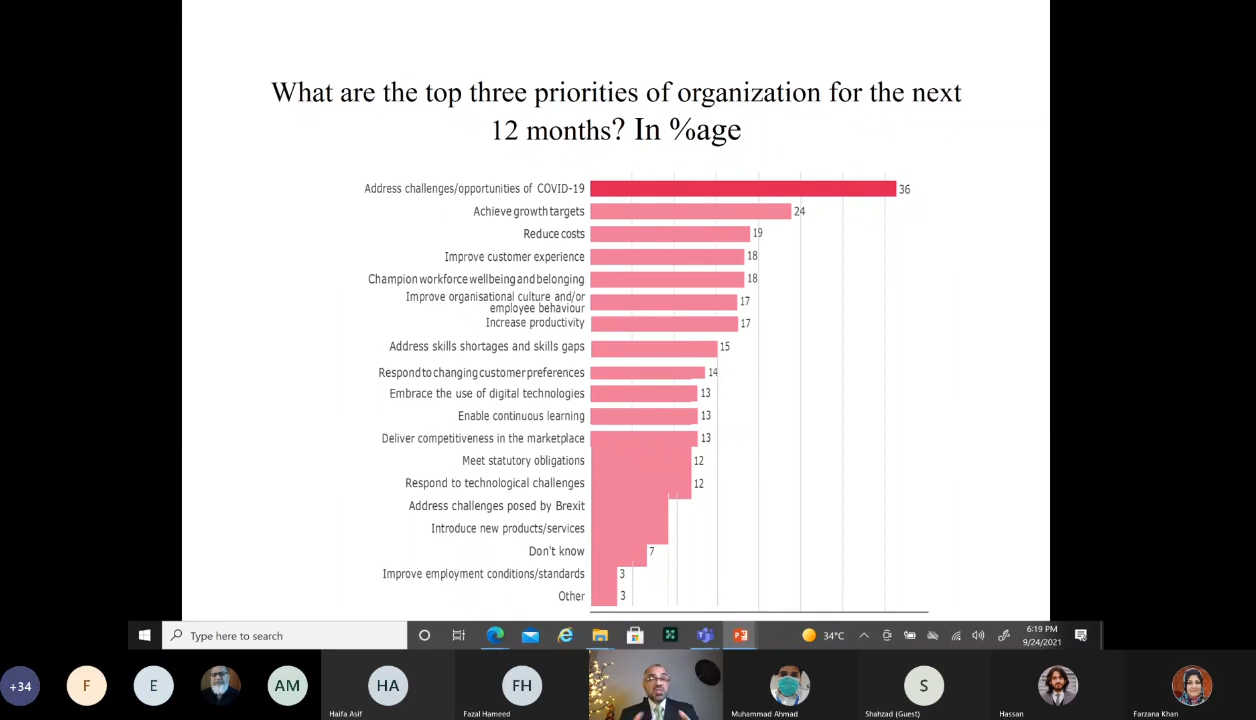 What are the top three priorities of organization for the next
12 months? In %age
Address challenges/opportunities of COVID-19 36
Achieve growth targets 24
Reduce costs 19
Improve customer experience 18
Champion workforce wellbeing and belonging 18
Improve organisational culture and/or
employee behaviour 17
Increase productivity 17
Address skills shortages and skills gaps 15
Respond to changing customer preferences 14
Embrace the use of digital technologies 13
Enable continuous learning 13
Deliver competitiveness in the marketplace 13
Meet statutory obligations 12
Respond to technological challenges 12
Address challenges posed by Brexit
Introduce new products/services
Don't know 7
Improve employment conditions/standards 3
Other 3
Type here to search
34°C
6:19 PM
9/24/2021
+34
F
E
AM
HA
FH
S
Haifa Asif
Fazal Hameed
Muhammad Ahmad
Shahzad (Guest)
Hassan
Farzana Khan